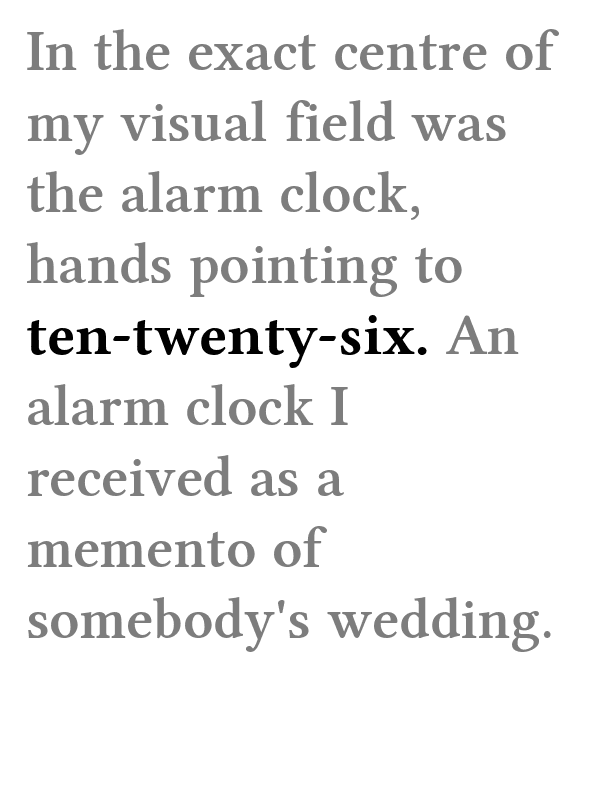 In the exact centre of
my visual field was
the alarm clock,
hands pointing to
ten-twenty-six. An
alarm clock I
received as a
memento of
somebody's wedding.